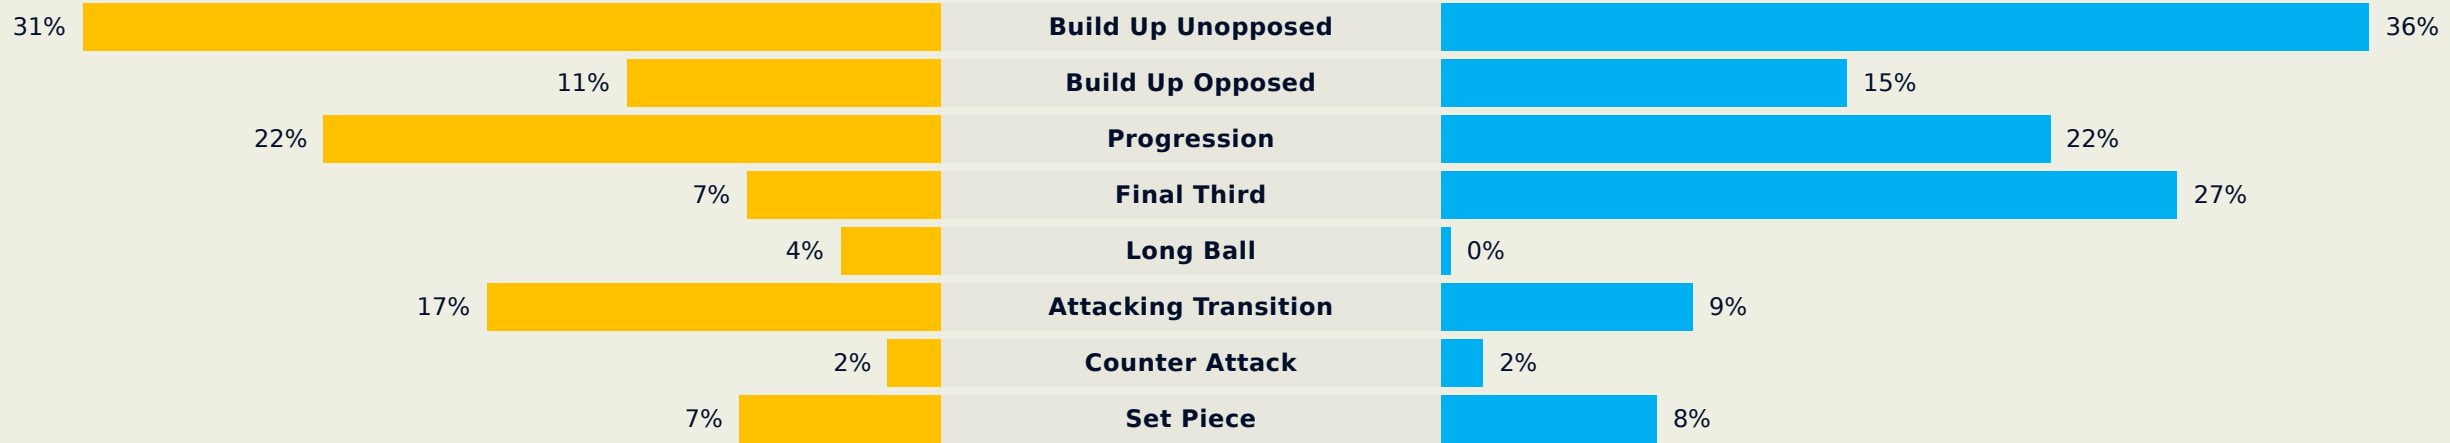 31% Build Up Unopposed 36%
11% Build Up Opposed 15%
22% Progression 22%
7% Final Third 27%
4% Long Ball 0%
17% Attacking Transition 9%
2% Counter Attack 2%
7% Set Piece 8%